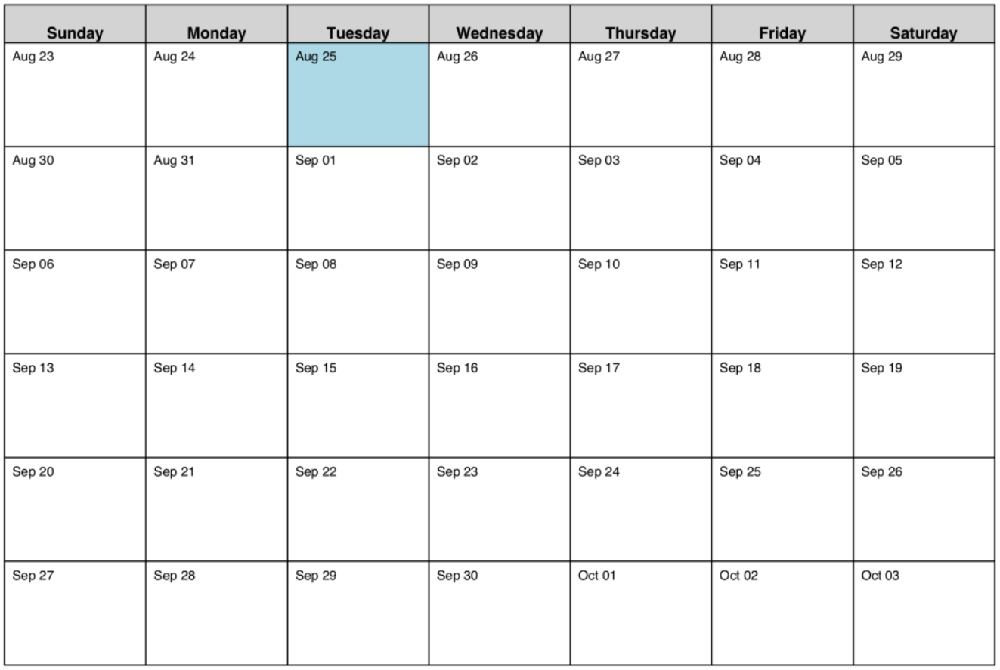 Sunday Monday Tuesday Wednesday Thursday Friday Saturday
Aug 23 Aug 24 Aug 25 Aug 26 Aug 27 Aug 28 Aug 29
Aug 30 Aug 31 Sep 01 Sep 02 Sep 03 Sep 04 Sep 05
Sep 06 Sep 07 Sep 08 Sep 09 Sep 10 Sep 11 Sep 12
Sep 13 Sep 14 Sep 15 Sep 16 Sep 17 Sep 18 Sep 19
Sep 20 Sep 21 Sep 22 Sep 23 Sep 24 Sep 25 Sep 26
Sep 27 Sep 28 Sep 29 Sep 30 Oct 01 Oct 02 Oct 03